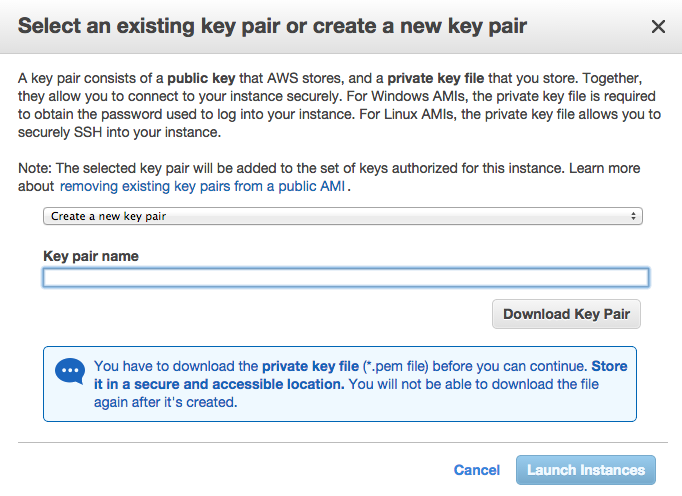 Select an existing key pair or create a new key pair
A key pair consists of a public key that AWS stores, and a private key file that you store. Together,
they allow you to connect to your instance securely. For Windows AMIs, the private key file is required
to obtain the password used to log into your instance. For Linux AMIs, the private key file allows you to
securely SSH into your instance.
Note: The selected key pair will be added to the set of keys authorized for this instance. Learn more
about removing existing key pairs from a public AMI.
Create a new key pair
Key pair name
Download Key Pair
You have to download the private key file (*.pem file) before you can continue. Store
it in a secure and accessible location. You will not be able to download the file
again after it's created.
Cancel Launch Instances